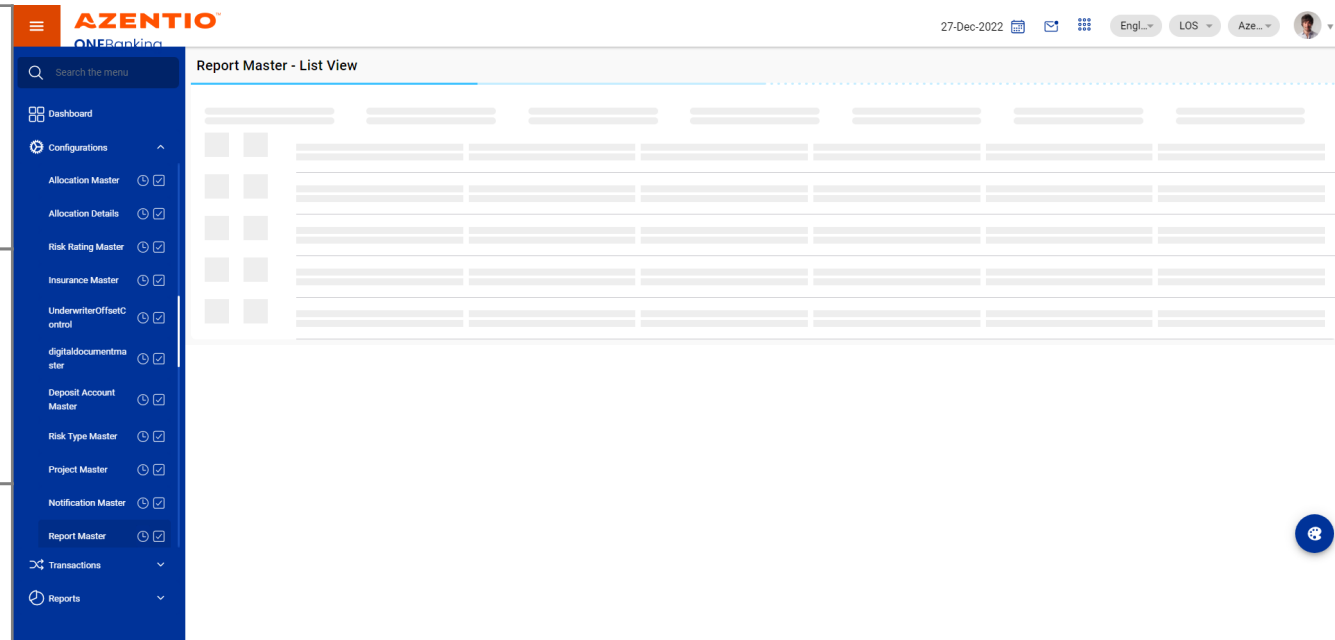 AZENTIO™
ONEBanking
27-Dec-2022
Engl...
LOS
Aze...
Search the menu
Report Master - List View
Dashboard
Configurations
Allocation Master
Allocation Details
Risk Rating Master
Insurance Master
UnderwriterOffsetC
ontrol
digitaldocumentma
ster
Deposit Account
Master
Risk Type Master
Project Master
Notification Master
Report Master
Transactions
Reports